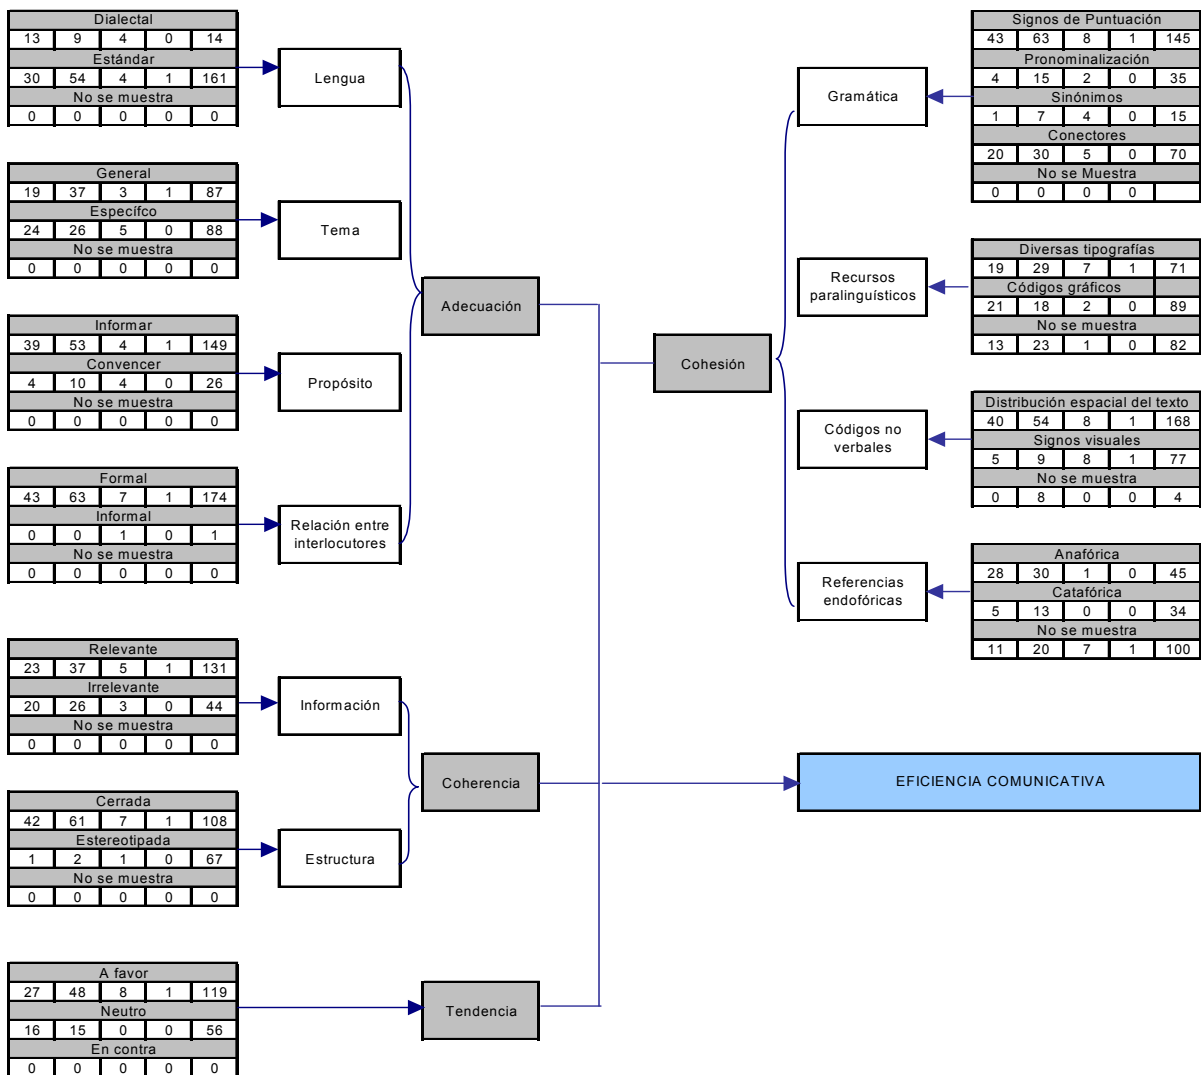 Dialectal
13 9 4 0 14
Estándar
30 54 4 1 161
No se muestra
0 0 0 0 0
Lengua
General
19 37 3 1 87
Específco
24 26 5 0 88
No se muestra
0 0 0 0 0
Tema
Informar
39 53 4 1 149
Convencer
4 10 4 0 26
No se muestra
0 0 0 0 0
Propósito
Formal
43 63 7 1 174
Informal
0 0 1 0 1
No se muestra
0 0 0 0 0
Relación entre
interlocutores
Adecuación
Relevante
23 37 5 1 131
Irrelevante
20 26 3 0 44
No se muestra
0 0 0 0 0
Información
Cerrada
42 61 7 1 108
Estereotipada
1 2 1 0 67
No se muestra
0 0 0 0 0
Estructura
Coherencia
A favor
27 48 8 1 119
Neutro
16 15 0 0 56
En contra
0 0 0 0 0
Tendencia
Cohesión
Gramática
Signos de Puntuación
43 63 8 1 145
Pronominalización
4 15 2 0 35
Sinónimos
1 7 4 0 15
Conectores
20 30 5 0 70
No se Muestra
0 0 0 0
Recursos
paralinguísticos
Diversas tipografías
19 29 7 1 71
Códigos gráficos
21 18 2 0 89
No se muestra
13 23 1 0 82
Códigos no
verbales
Distribución espacial del texto
40 54 8 1 168
Signos visuales
5 9 8 1 77
No se muestra
0 8 0 0 4
Referencias
endofóricas
Anafórica
28 30 1 0 45
Catafórica
5 13 0 0 34
No se muestra
11 20 7 1 100
EFICIENCIA COMUNICATIVA